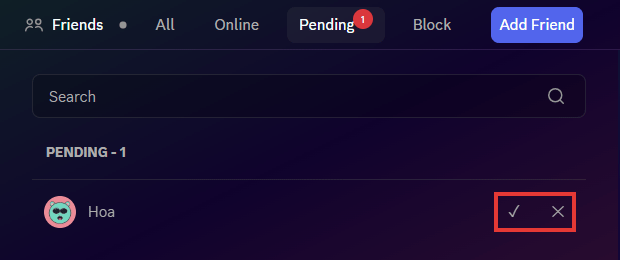 Friends All Online Pending 1 Block Add Friend
Search
PENDING - 1
Hoa